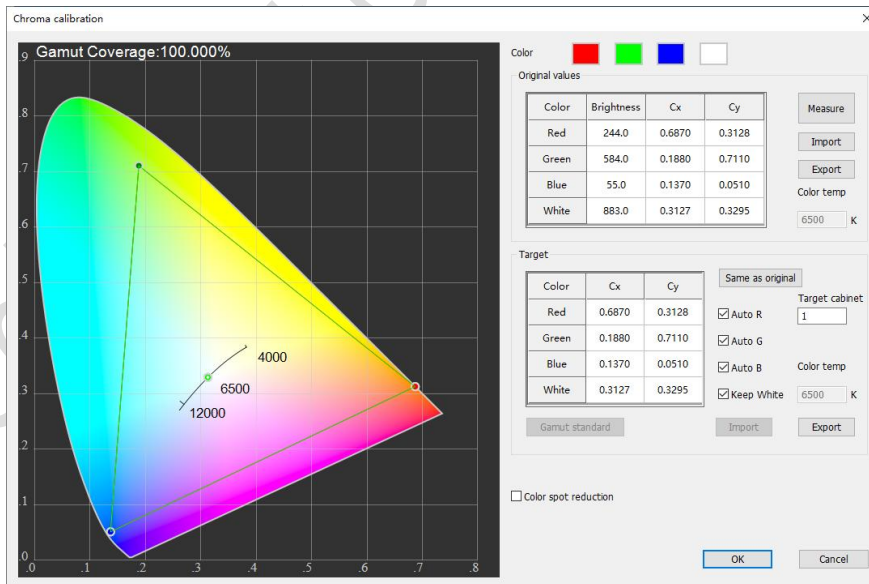 Chroma calibration
Gamut Coverage:100.000%
.9
.8
.7
.6
.5
.4
.3
.2
.1
.0
.0 .1 .2 .3 .4 .5 .6 .7 .8
4000
6500
12000
Color
Original values
Color Brightness Cx Cy
Red 244.0 0.6870 0.3128
Green 584.0 0.1880 0.7110
Blue 55.0 0.1370 0.0510
White 883.0 0.3127 0.3295
Measure
Import
Export
Color temp
6500 K
Target
Color Cx Cy
Red 0.6870 0.3128
Green 0.1880 0.7110
Blue 0.1370 0.0510
White 0.3127 0.3295
Same as original
Auto R
Auto G
Auto B
Keep White
Target cabinet
1
Color temp
6500 K
Gamut standard
Import
Export
Color spot reduction
OK
Cancel